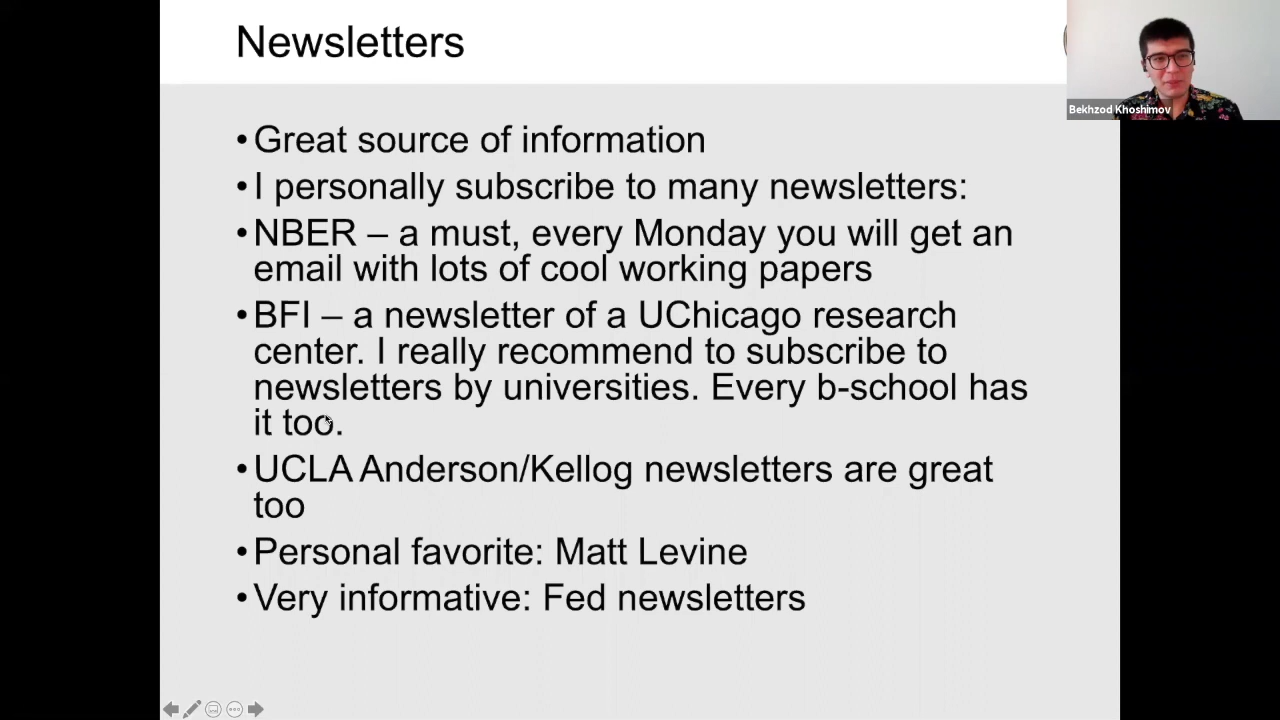 Newsletters
Bekhzod Khoshimov
•Great source of information
•I personally subscribe to many newsletters:
•NBER – a must, every Monday you will get an
email with lots of cool working papers
•BFI – a newsletter of a UChicago research
center. I really recommend to subscribe to
newsletters by universities. Every b-school has
it too.
•UCLA Anderson/Kellog newsletters are great
too
•Personal favorite: Matt Levine
•Very informative: Fed newsletters